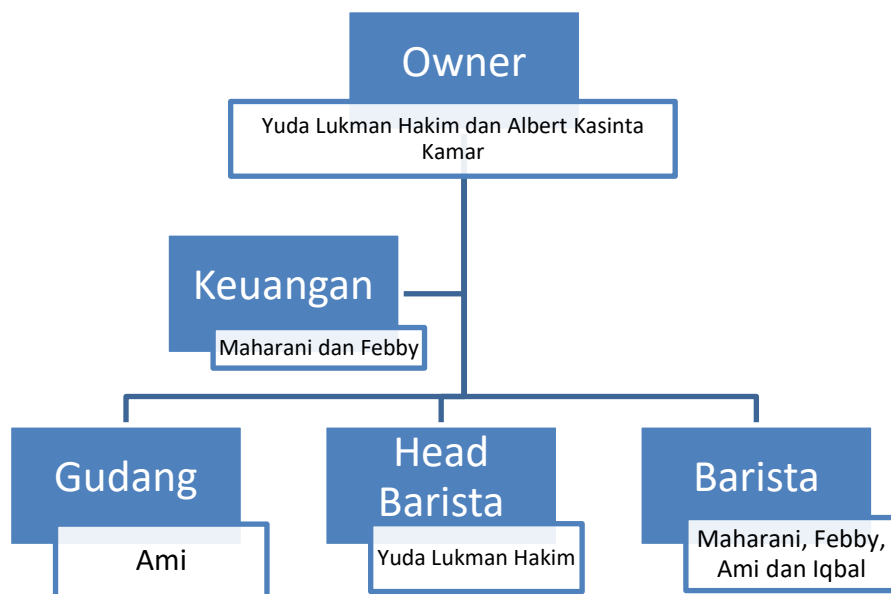 Owner
Yuda Lukman Hakim dan Albert Kasinta
Kamar
Keuangan
Maharani dan Febby
Gudang
Ami
Head
Barista
Yuda Lukman Hakim
Barista
Maharani, Febby,
Ami dan Iqbal